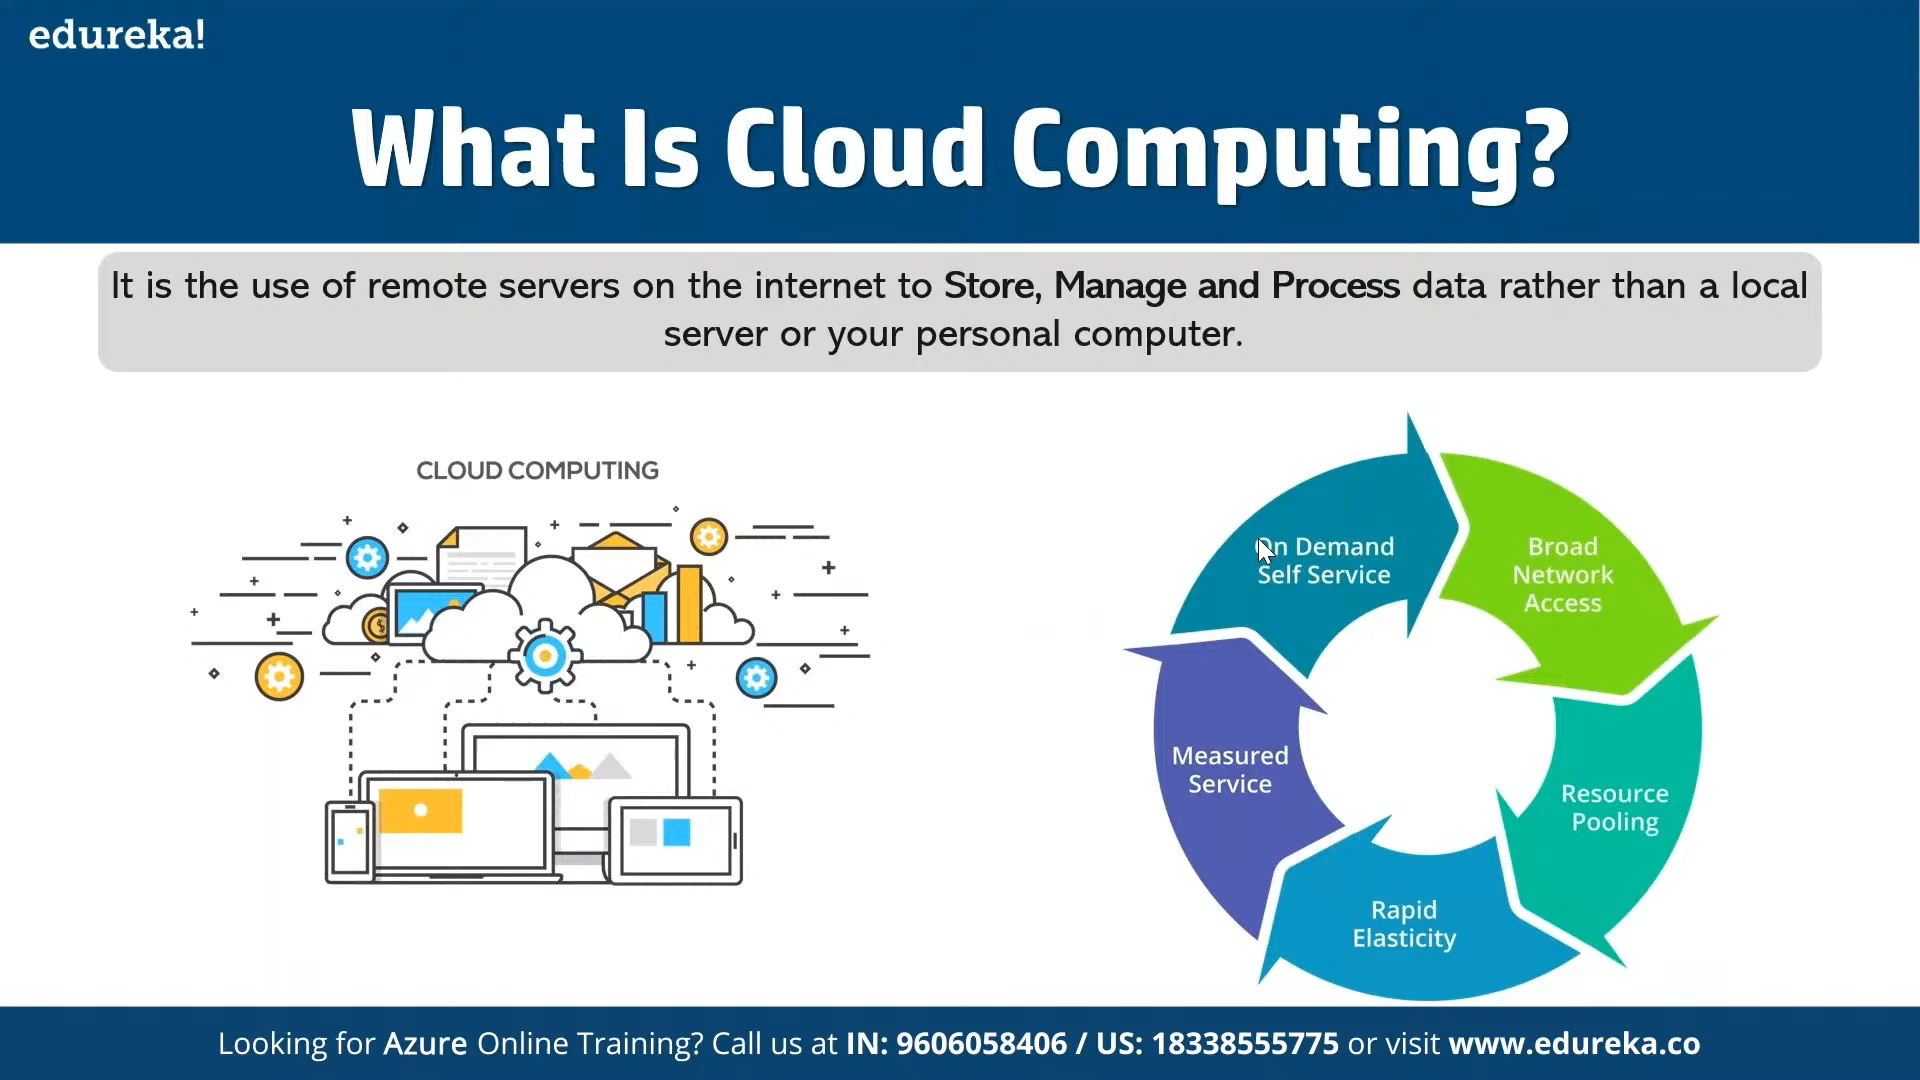 edureka!
What Is Cloud Computing?
It is the use of remote servers on the internet to Store, Manage and Process data rather than a local
server or your personal computer.
CLOUD COMPUTING
On Demand
Self Service
Broad
Network
Access
Resource
Pooling
Rapid
Elasticity
Measured
Service
Looking for Azure Online Training? Call us at IN: 9606058406 / US: 18338555775 or visit www.edureka.co